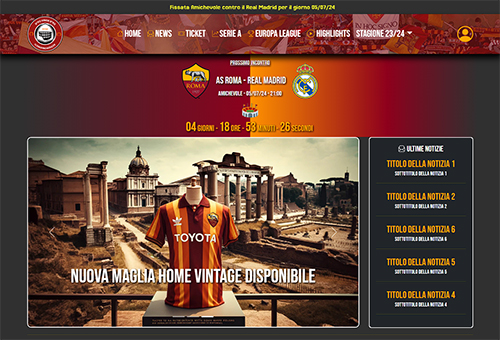 Fissata Amichevole contro il Real Madrid per il giorno 05/07/24
HOME NEWS TICKET SERIE A EUROPA LEAGUE HIGHLIGHTS STAGIONE 23/24
PROSSIMO INCONTRO
AS ROMA - REAL MADRID
AMICHEVOLE - 05/07/24 - 21:00
ROMA
04 GIORNI - 18 ORE - 53 MINUTI - 26 SECONDI
TOYOTA
NUOVA MAGLIA HOME VINTAGE DISPONIBILE
ULTIME NOTIZIE
TITOLO DELLA NOTIZIA 1
SOTTOTITOLO DELLA NOTIZIA 1
TITOLO DELLA NOTIZIA 2
SOTTOTITOLO DELLA NOTIZIA 2
TITOLO DELLA NOTIZIA 6
SOTTOTITOLO DELLA NOTIZIA 6
TITOLO DELLA NOTIZIA 5
SOTTOTITOLO DELLA NOTIZIA 5
TITOLO DELLA NOTIZIA 4
SOTTOTITOLO DELLA NOTIZIA 4